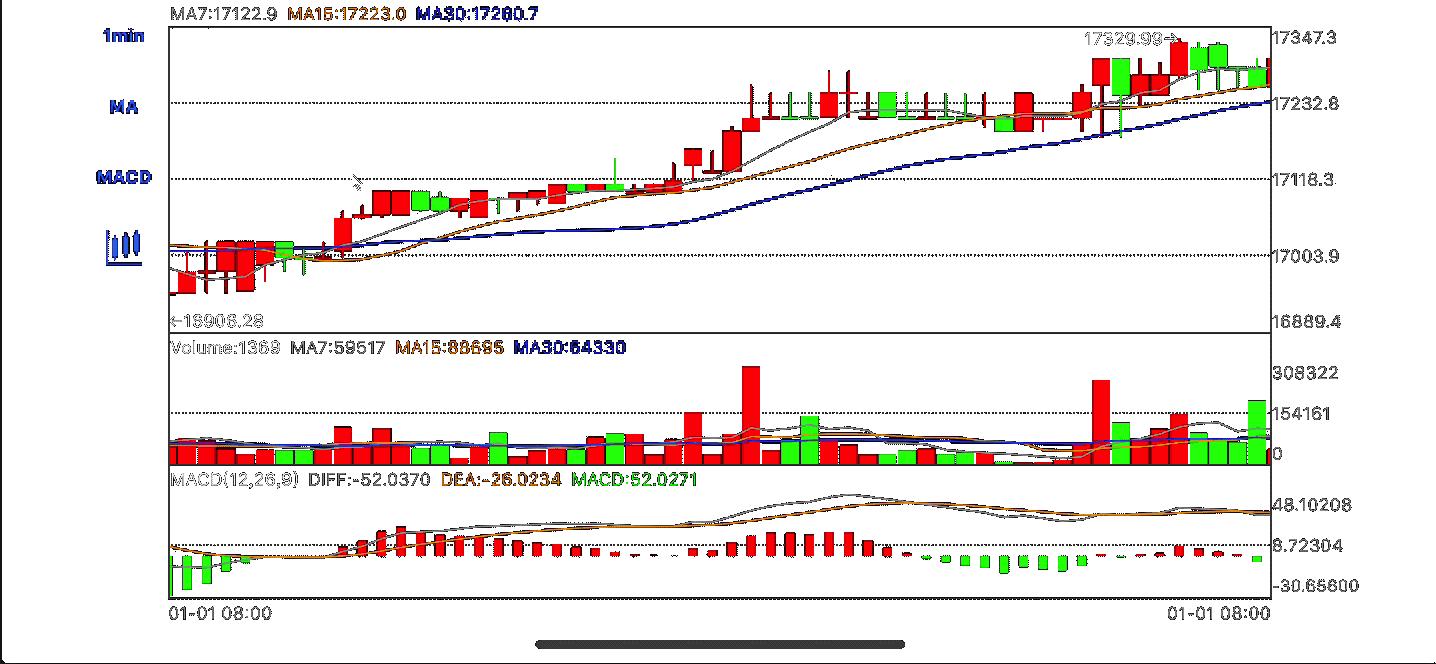 MA7:17122.9 MA15:17223.0 MA30:17260.7
1min
17329.99→
17347.3
MA
17232.8
MACD
17118.3
17003.9
←16906.28
16889.4
Volume:1369 MA7:59517 MA15:88695 MA30:64330
308322
154161
0
MACD(12,26,9) DIFF:-52.0370 DEA:-26.0234 MACD:52.0271
48.10208
8.72304
-30.65600
01-01 08:00
01-01 08:00